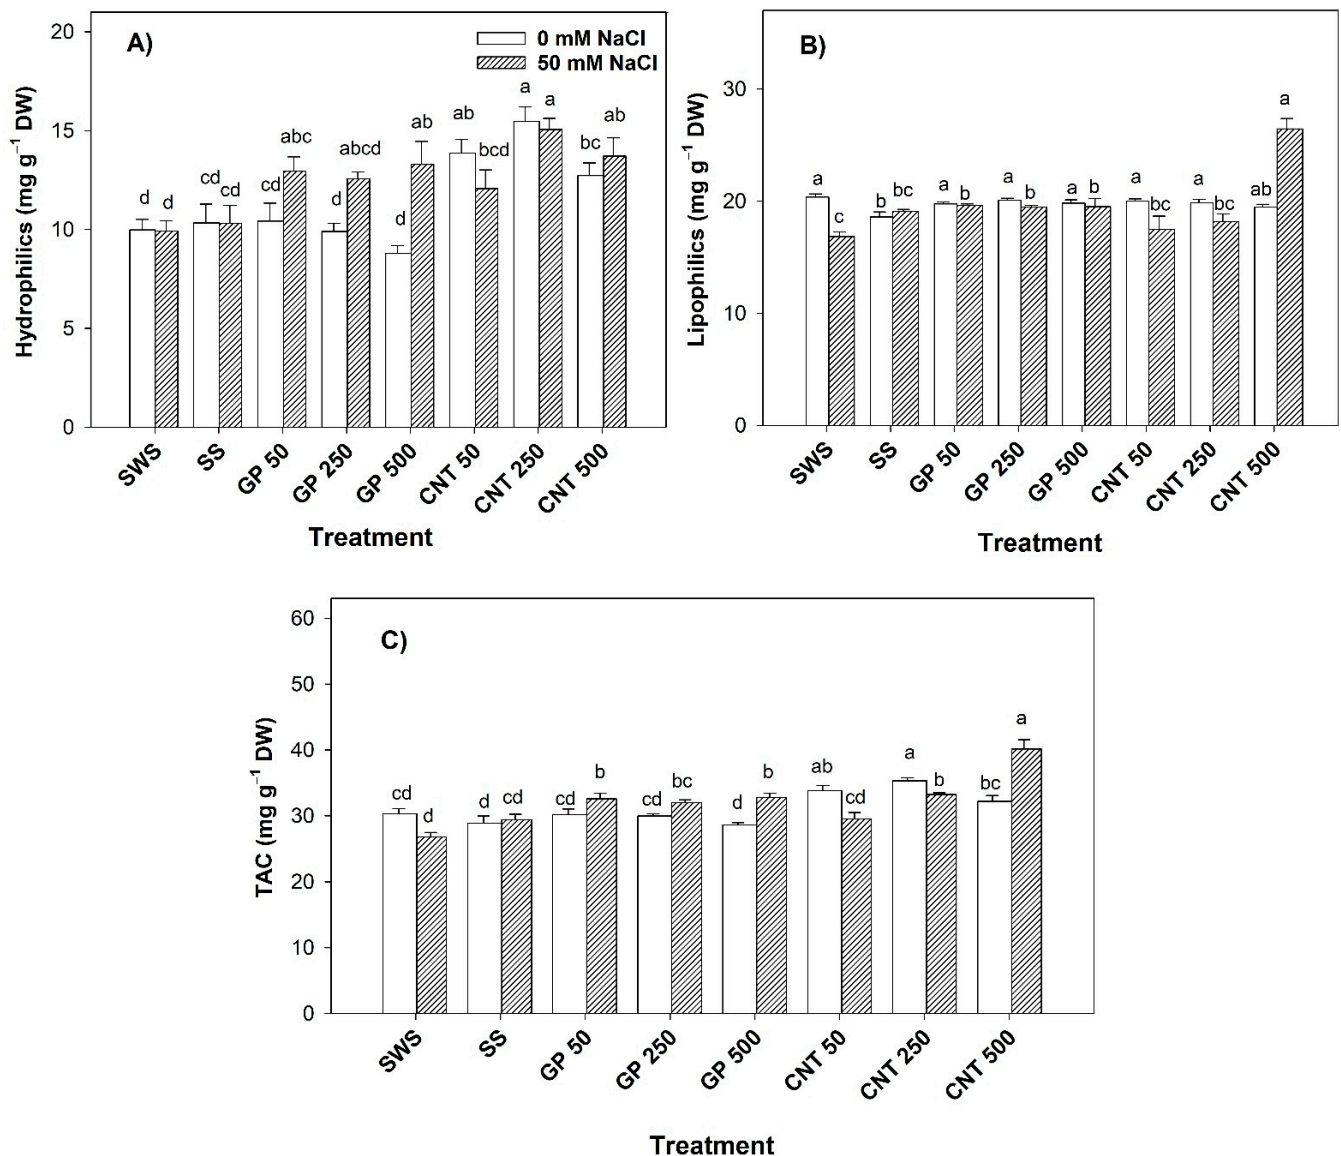 A)
0 mM NaCl
50 mM NaCl
Hydrophilics (mg g⁻¹ DW)
20
15
10
5
0
d d cd cd cd abc d abcd d ab ab bcd a a bc ab
SWS SS GP 50 GP 250 GP 500 CNT 50 CNT 250 CNT 500
Treatment
B)
Lipophilics (mg g⁻¹ DW)
30
20
10
0
a c b bc a b a b a b a bc a bc ab a
SWS SS GP 50 GP 250 GP 500 CNT 50 CNT 250 CNT 500
Treatment
C)
TAC (mg g⁻¹ DW)
60
50
40
30
20
10
0
cd d d cd cd b cd bc d b ab cd a b bc a
SWS SS GP 50 GP 250 GP 500 CNT 50 CNT 250 CNT 500
Treatment